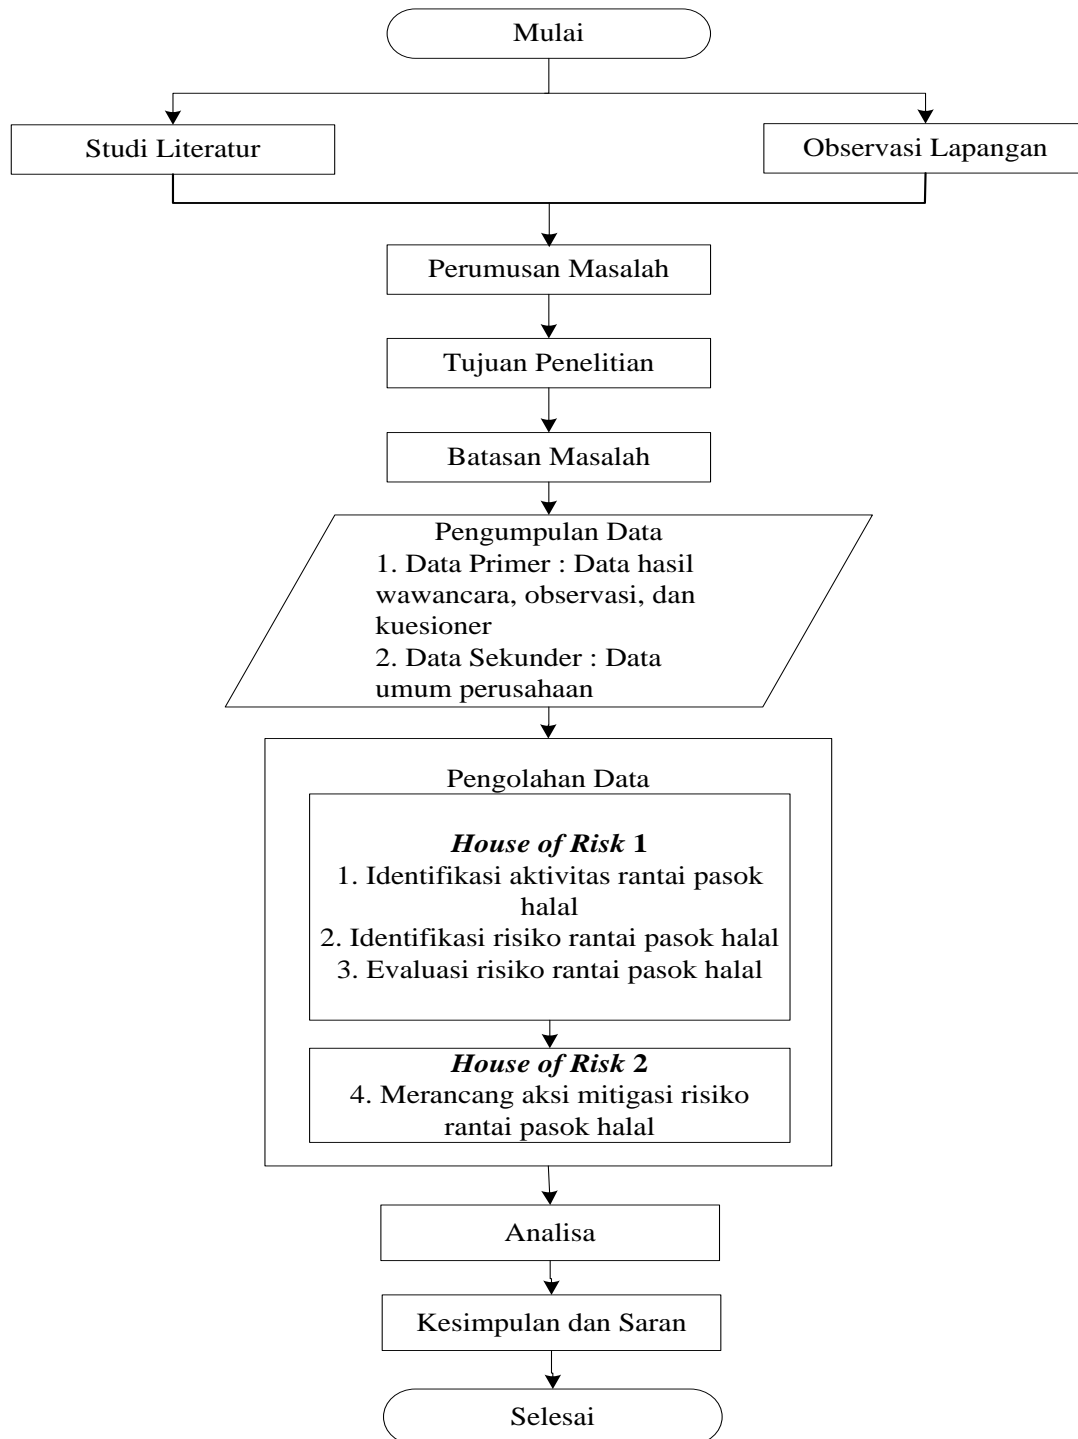 Mulai
Studi Literatur
Observasi Lapangan
Perumusan Masalah
Tujuan Penelitian
Batasan Masalah
Pengumpulan Data
1. Data Primer : Data hasil
wawancara, observasi, dan
kuesioner
2. Data Sekunder : Data
umum perusahaan
Pengolahan Data
House of Risk 1
1. Identifikasi aktivitas rantai pasok
halal
2. Identifikasi risiko rantai pasok halal
3. Evaluasi risiko rantai pasok halal
House of Risk 2
4. Merancang aksi mitigasi risiko
rantai pasok halal
Analisa
Kesimpulan dan Saran
Selesai